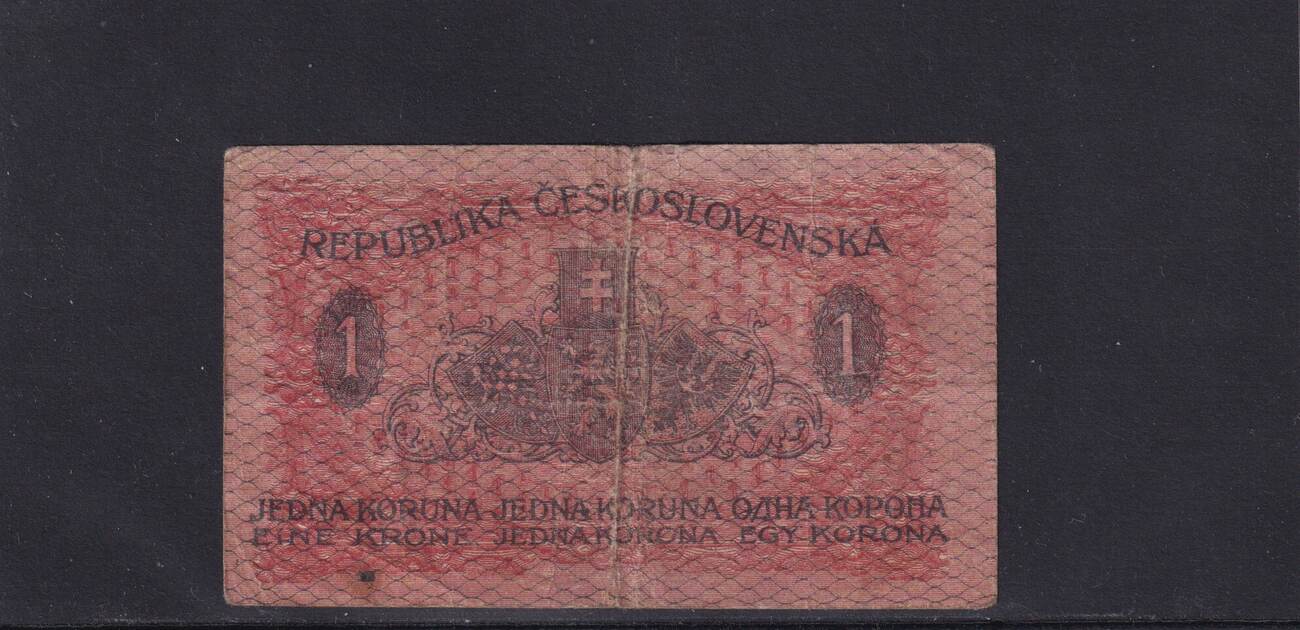 REPUBLIKA ČESKOSLOVENSKÁ
1 1
JEDNA KORUNA JEDNA KORUNA ОДНА КОРОНА
EINE KRONE JEDNA KORONA EGY KORONA